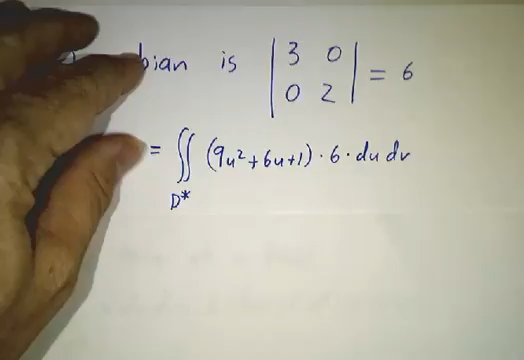 bian is | 3 0 | = 6
| 0 2 |
= ∬ (9u²+6u+1) · 6 · du dv
D*